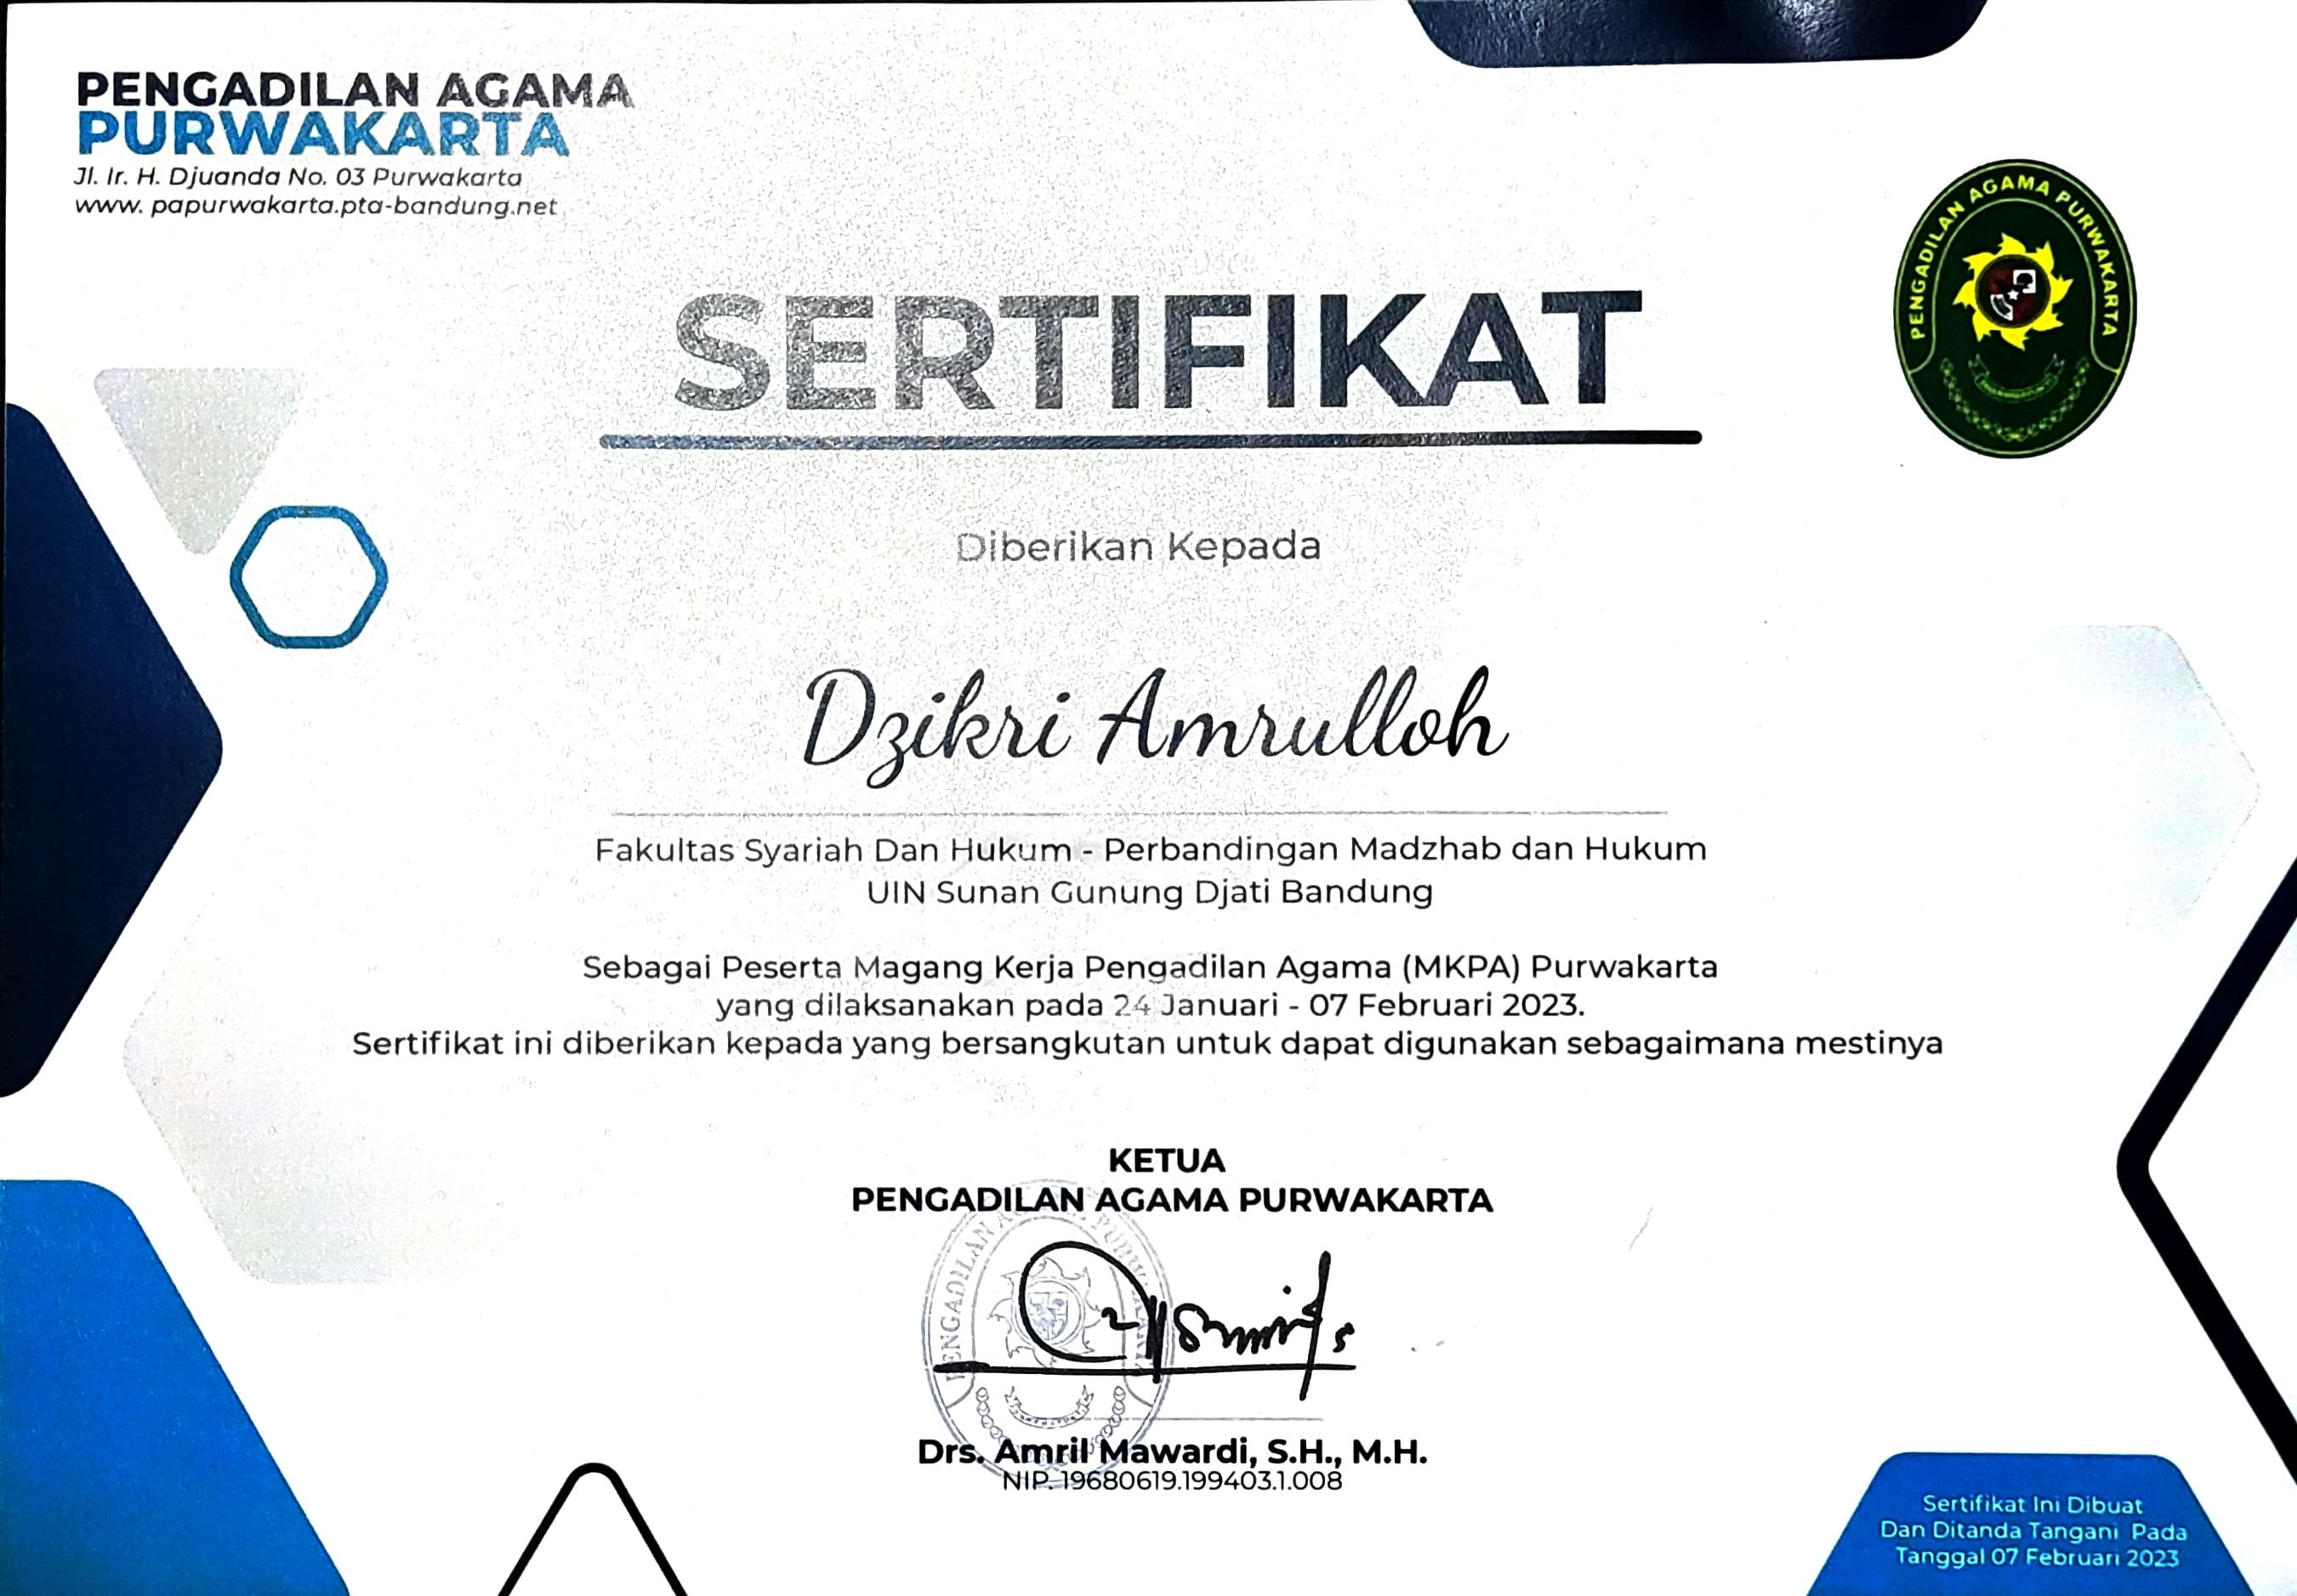 PENGADILAN AGAMA
PURWAKARTA
Jl. Ir. H. Djuanda No. 03 Purwakarta
www. papurwakarta.pta-bandung.net
PENGADILAN AGAMA PURWAKARTA
SERTIFIKAT
Diberikan Kepada
Dzikri Amrulloh
Fakultas Syariah Dan Hukum - Perbandingan Madzhab dan Hukum
UIN Sunan Gunung Djati Bandung
Sebagai Peserta Magang Kerja Pengadilan Agama (MKPA) Purwakarta
yang dilaksanakan pada 24 Januari - 07 Februari 2023.
Sertifikat ini diberikan kepada yang bersangkutan untuk dapat digunakan sebagaimana mestinya
KETUA
PENGADILAN AGAMA PURWAKARTA
PENGADILAN AGAMA PURWAKARTA
Drs. Amril Mawardi, S.H., M.H.
NIP. 19680619.199403.1.008
Sertifikat Ini Dibuat
Dan Ditanda Tangani Pada
Tanggal 07 Februari 2023